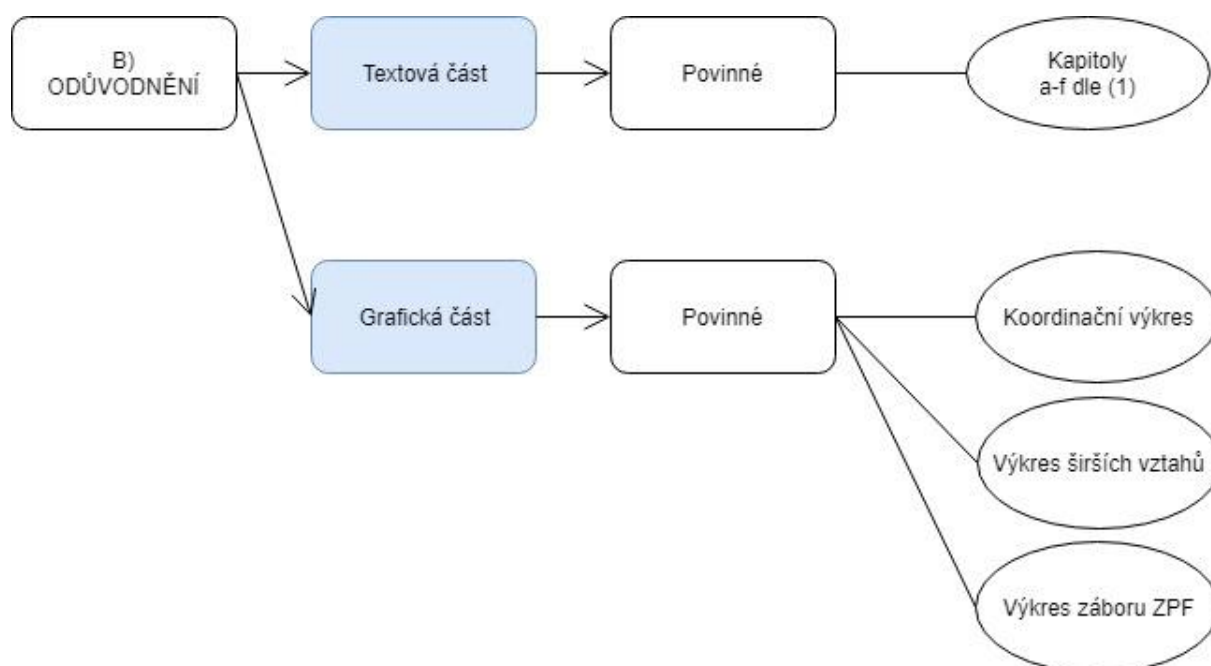 B)
ODŮVODNĚNÍ
Textová část
Povinné
Kapitoly
a-f dle (1)
Grafická část
Povinné
Koordinační výkres
Výkres širších vztahů
Výkres záboru ZPF